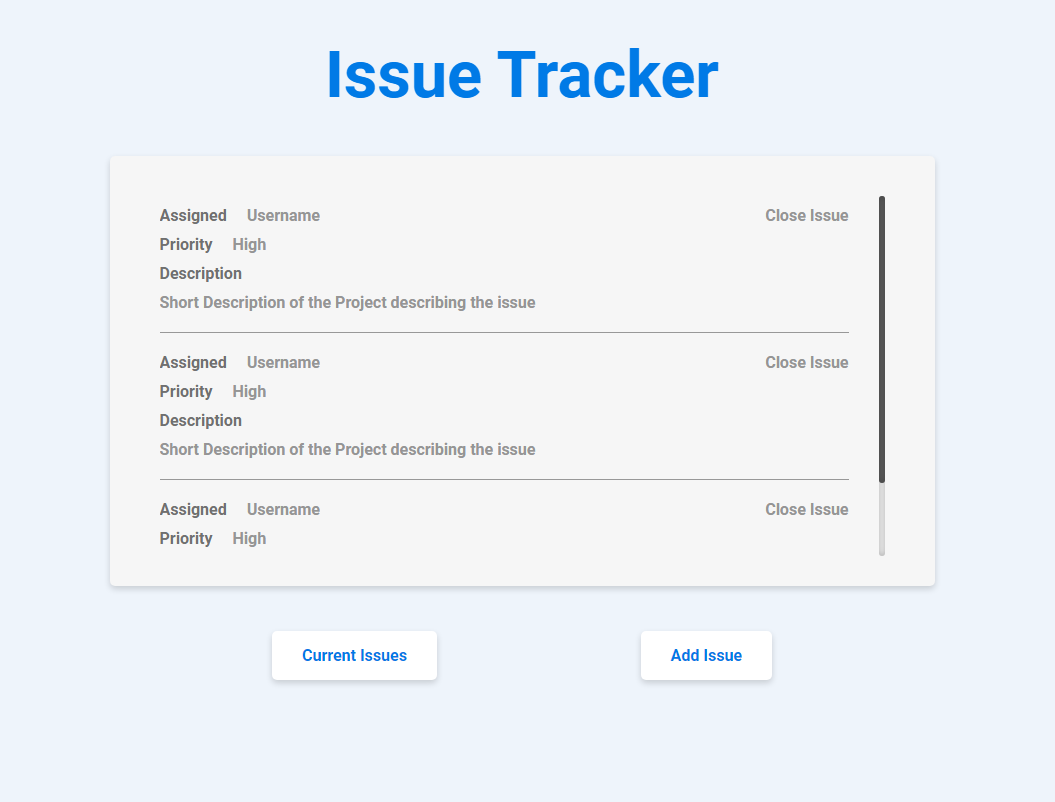 Issue Tracker
Assigned Username Close Issue
Priority High
Description
Short Description of the Project describing the issue
Assigned Username Close Issue
Priority High
Description
Short Description of the Project describing the issue
Assigned Username Close Issue
Priority High
Current Issues Add Issue